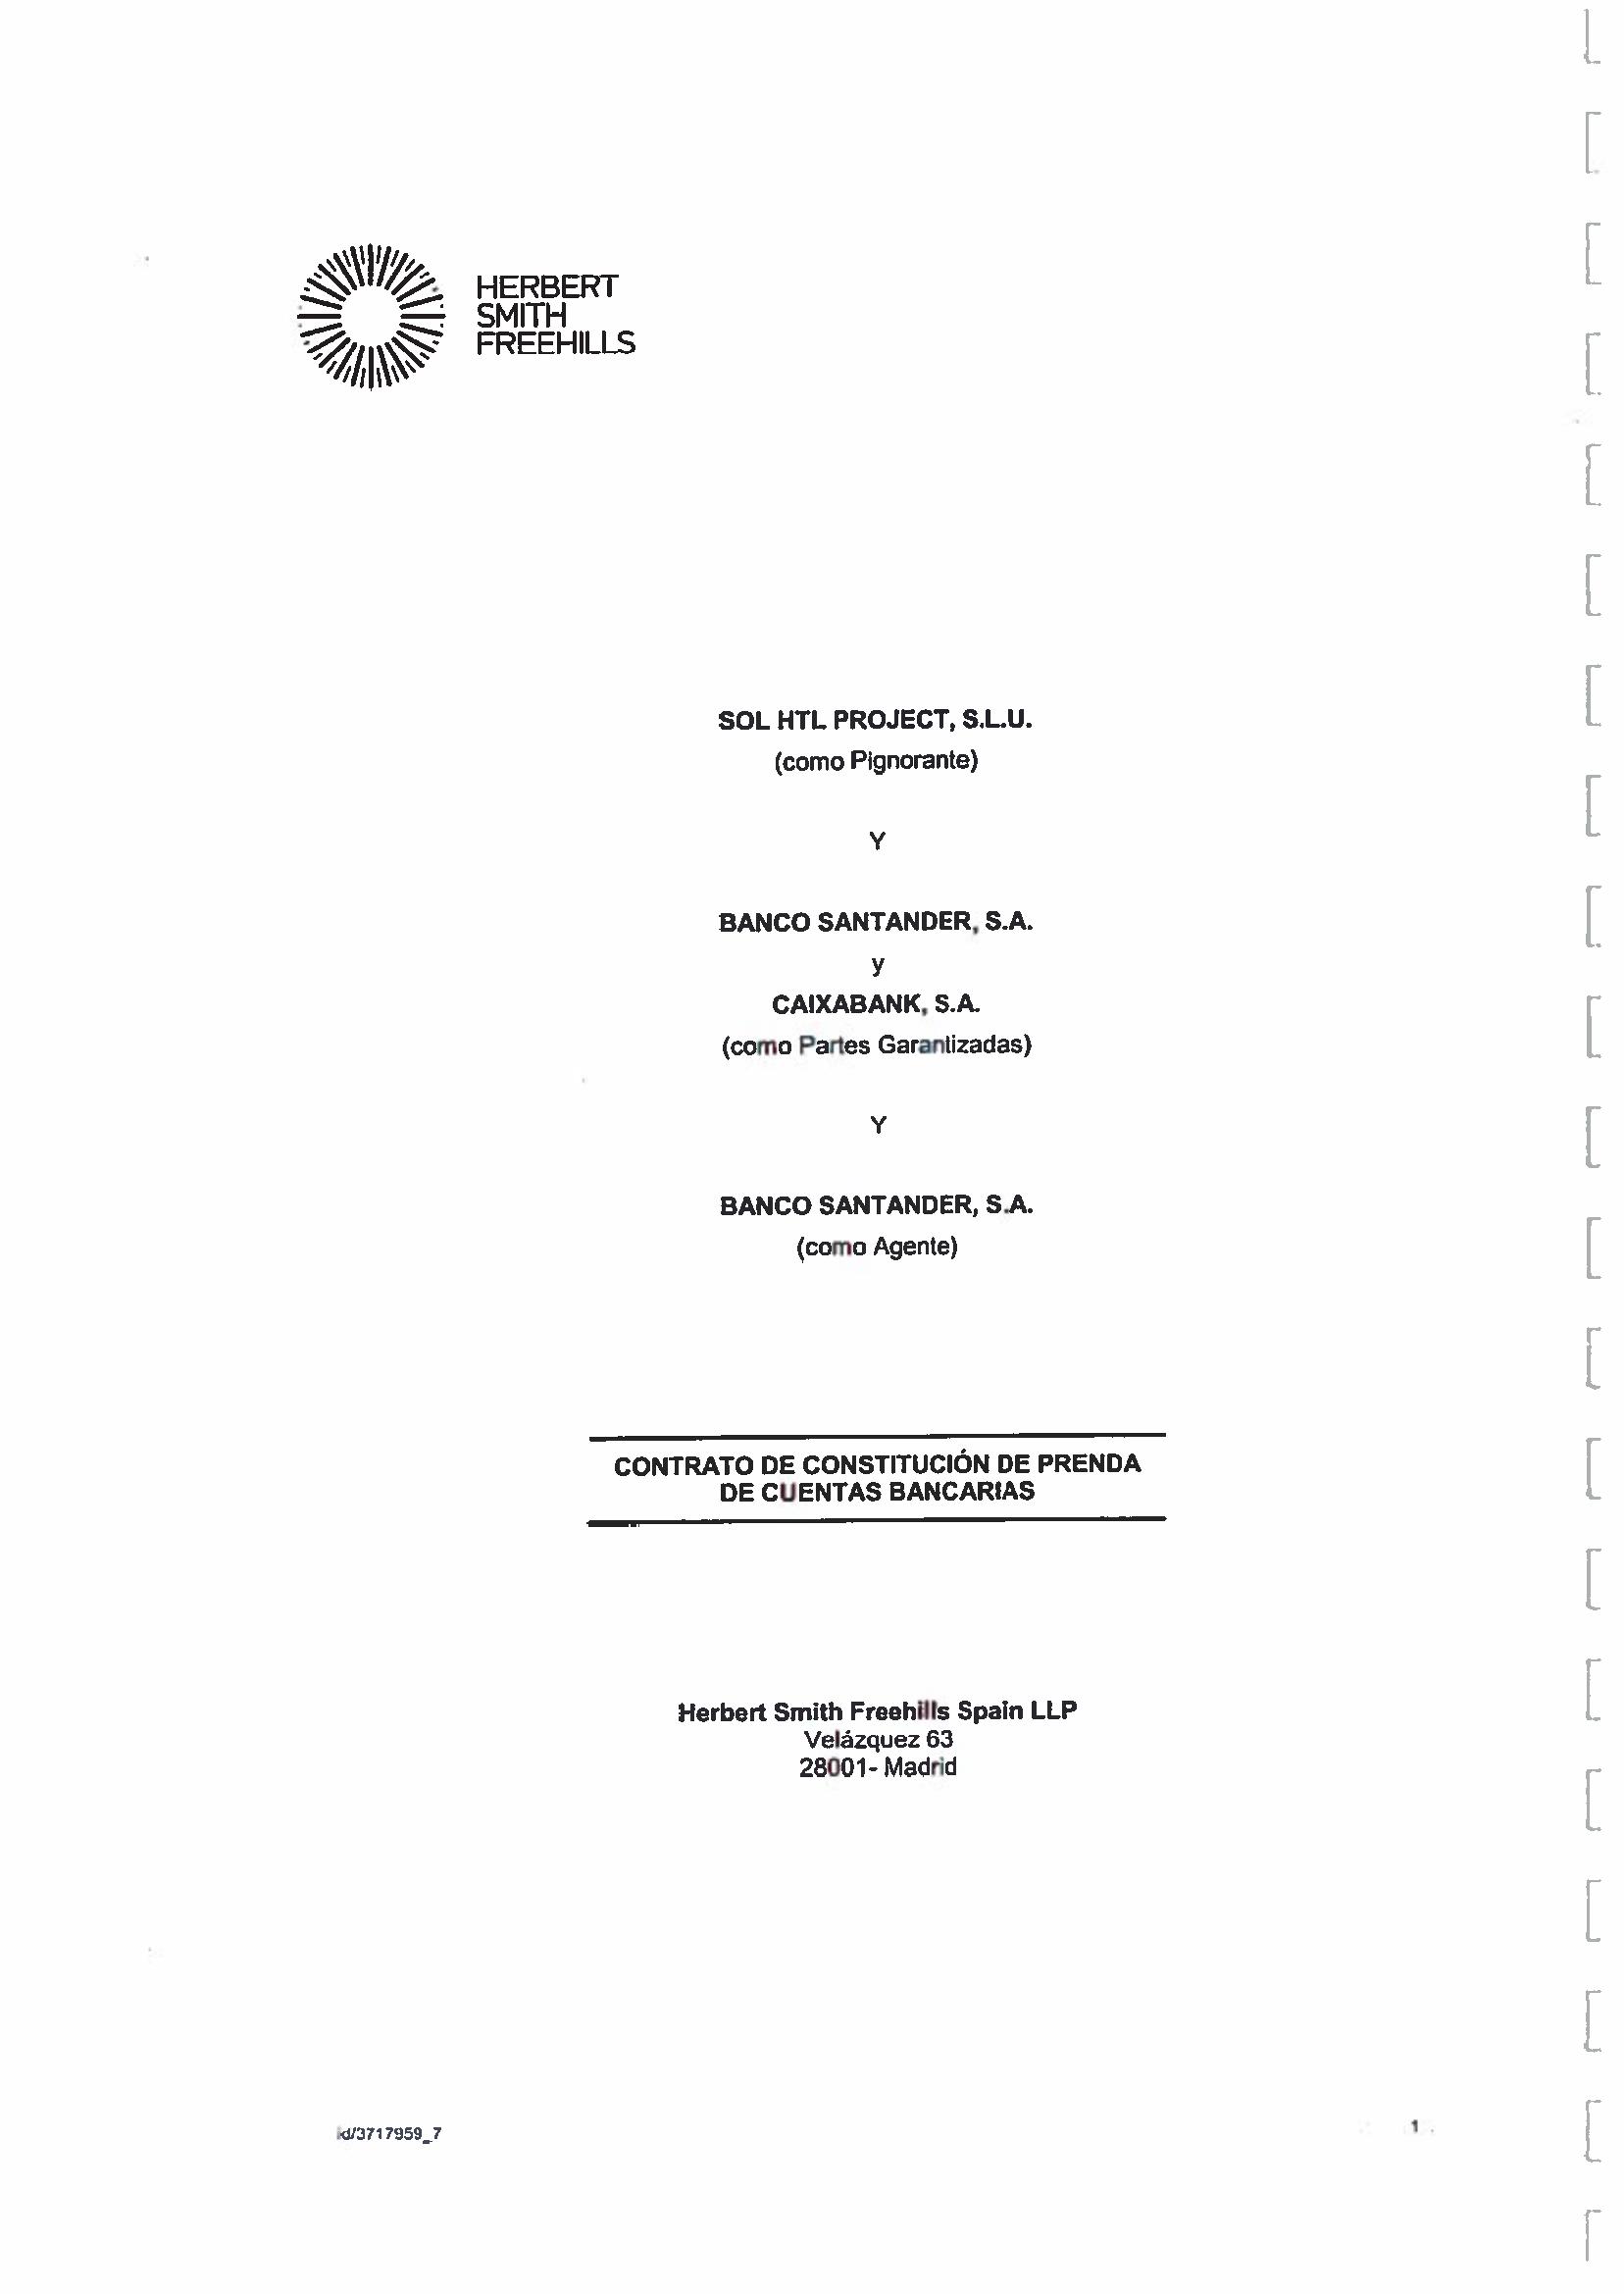 HERBERT
SMITH
FREEHILLS
SOL HTL PROJECT, S.L.U.
(como Pignorante)
Y
BANCO SANTANDER, S.A.
y
CAIXABANK, S.A.
(como Partes Garantizadas)
Y
BANCO SANTANDER, S.A.
(como Agente)
CONTRATO DE CONSTITUCIÓN DE PRENDA
DE CUENTAS BANCARIAS
Herbert Smith Freehills Spain LLP
Velázquez 63
28001- Madrid
id/3717959_7
1